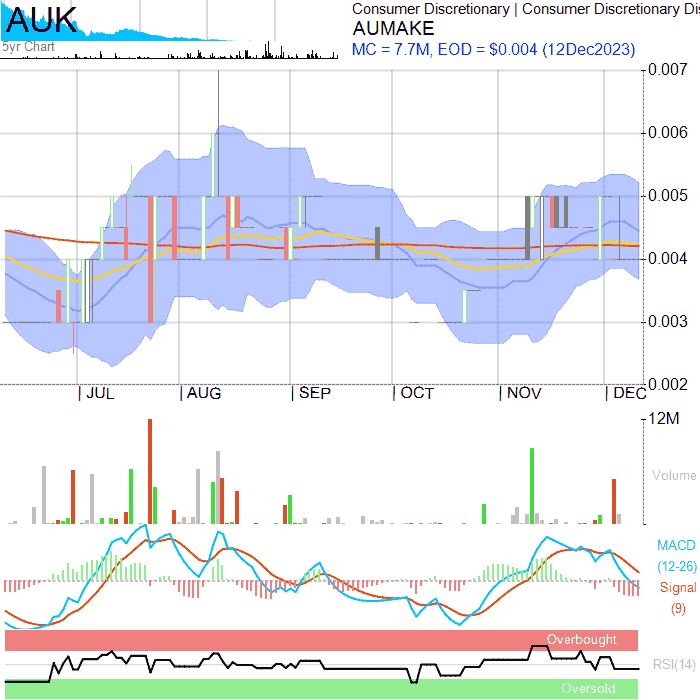 AUK
5yr Chart
Consumer Discretionary | Consumer Discretionary Dis
AUMAKE
MC = 7.7M, EOD = $0.004 (12Dec2023)
0.007
0.006
0.005
0.004
0.003
0.002
JUL AUG SEP OCT NOV DEC
12M
Volume
MACD
(12-26)
Signal
(9)
Overbought
RSI(14)
Oversold